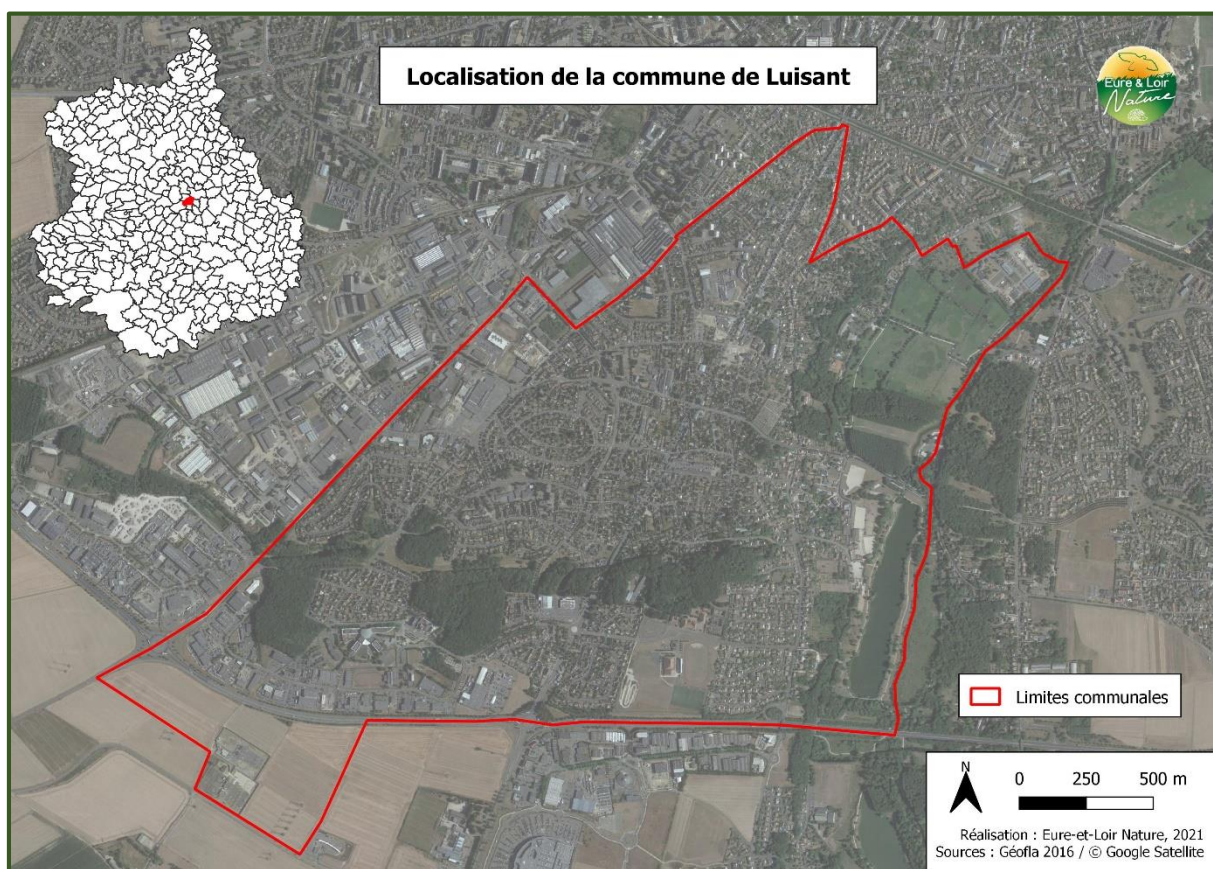 Localisation de la commune de Luisant
Eure & Loir
Nature
Limites communales
N
0 250 500 m
Réalisation : Eure-et-Loir Nature, 2021
Sources : Géofla 2016 / © Google Satellite